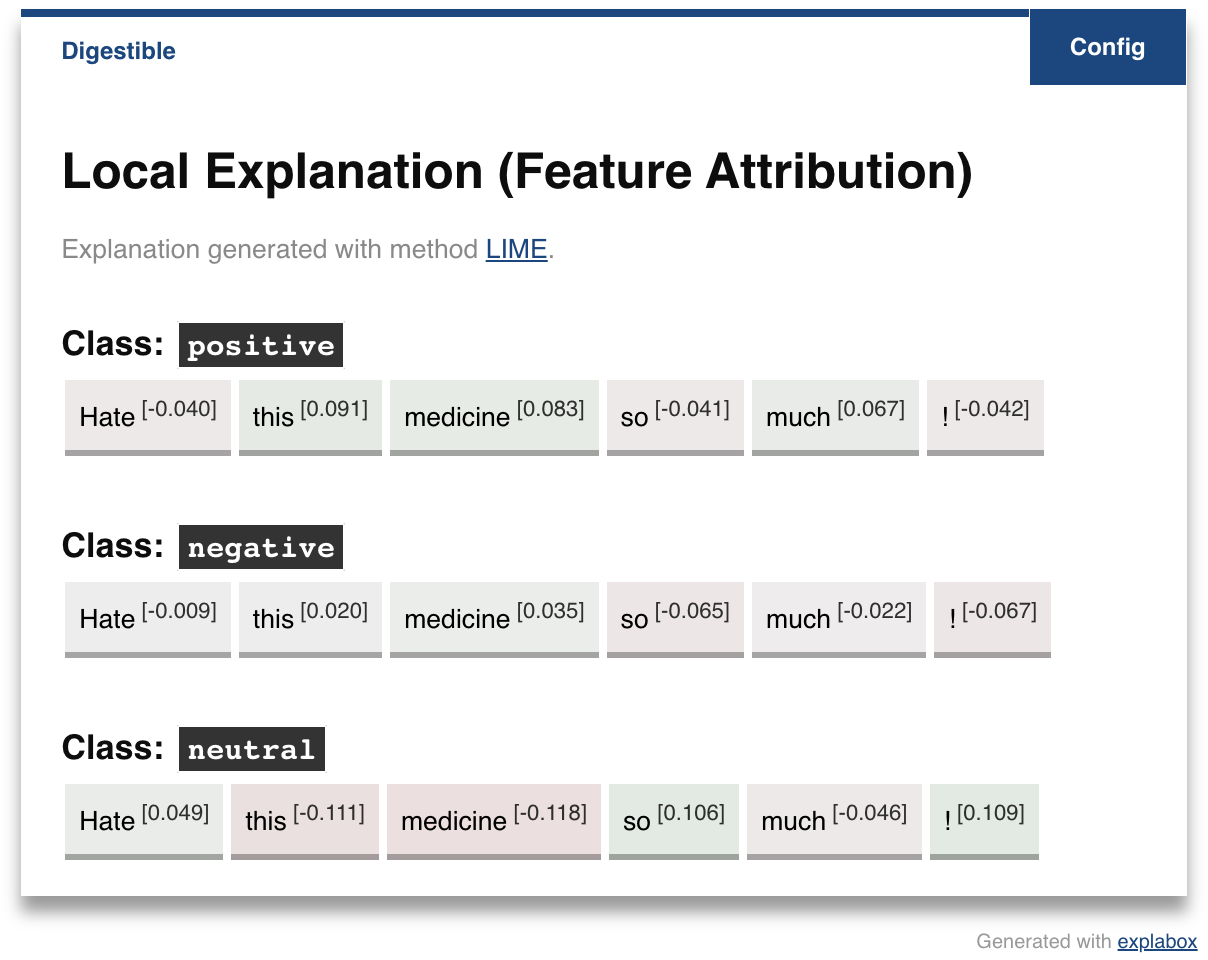 Digestible
Config
Local Explanation (Feature Attribution)
Explanation generated with method LIME.
Class: positive
Hate [-0.040] this [0.091] medicine [0.083] so [-0.041] much [0.067] ! [-0.042]
Class: negative
Hate [-0.009] this [0.020] medicine [0.035] so [-0.065] much [-0.022] ! [-0.067]
Class: neutral
Hate [0.049] this [-0.111] medicine [-0.118] so [0.106] much [-0.046] ! [0.109]
Generated with explabox